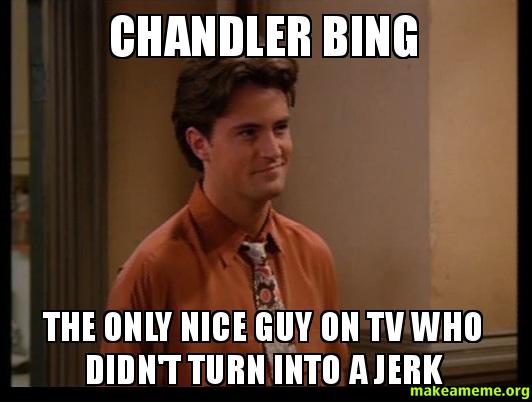 CHANDLER BING
THE ONLY NICE GUY ON TV WHO
DIDN'T TURN INTO A JERK
makeameme.org